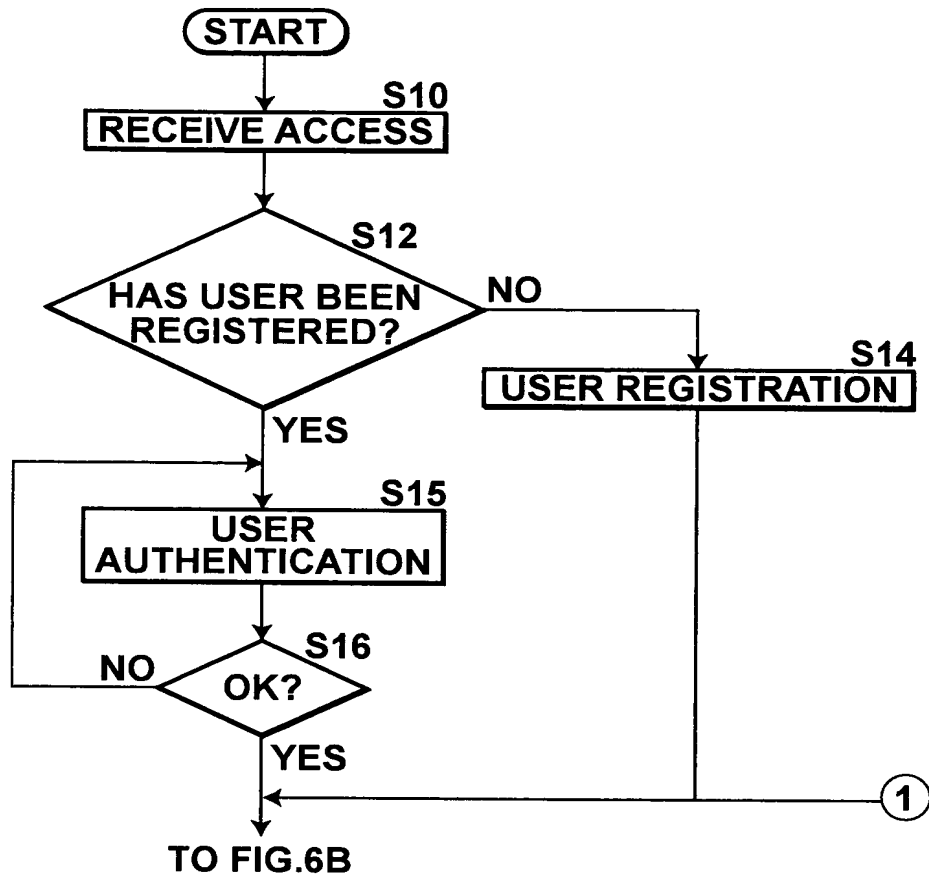 START
S10
RECEIVE ACCESS
S12
HAS USER BEEN
REGISTERED?
NO
S14
USER REGISTRATION
YES
S15
USER
AUTHENTICATION
S16
NO
OK?
YES
1
TO FIG.6B